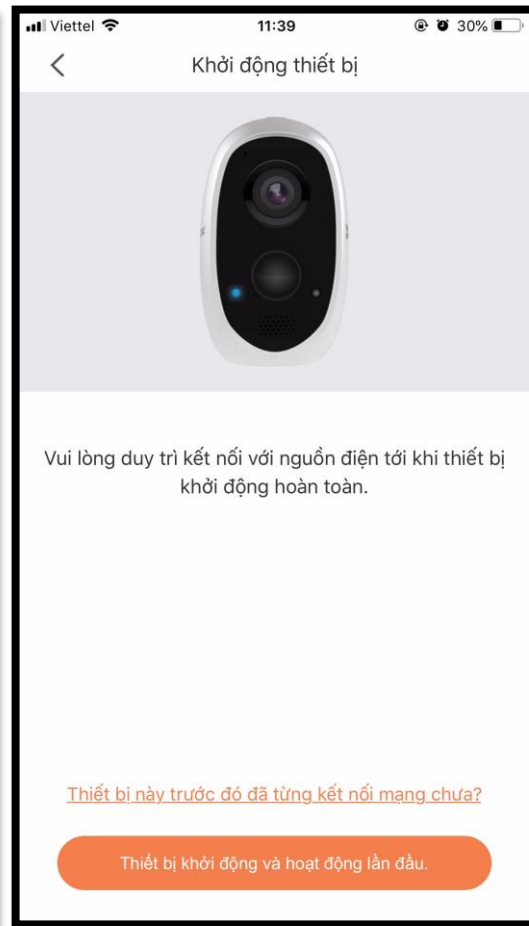 Viettel 11:39 30%
Khởi động thiết bị
Vui lòng duy trì kết nối với nguồn điện tới khi thiết bị
khởi động hoàn toàn.
Thiết bị này trước đó đã từng kết nối mạng chưa?
Thiết bị khởi động và hoạt động lần đầu.